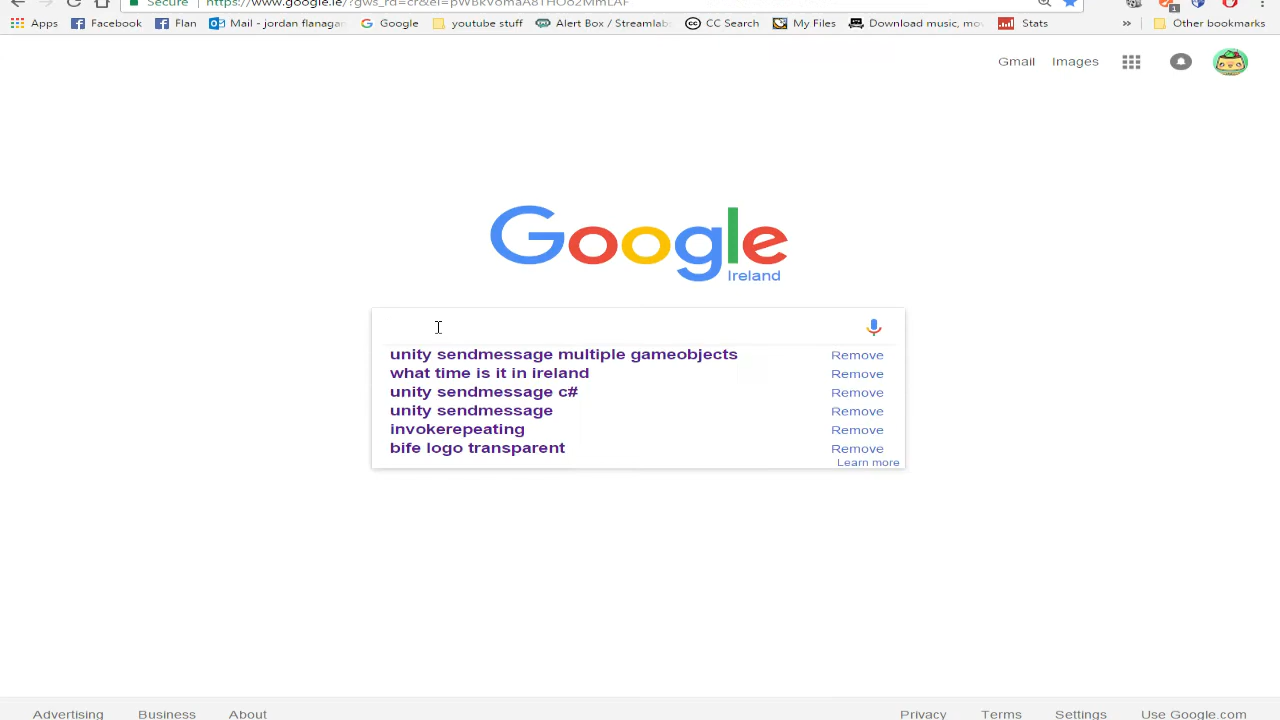 Secure https://www.google.ie/?gws_rd=cr&ei=
Apps Facebook Flan Mail - jordan flanagan Google youtube stuff Alert Box / Streamlabs CC Search My Files Download music, mo Stats » Other bookmarks
Gmail Images
Google
Ireland
unity sendmessage multiple gameobjects Remove
what time is it in ireland Remove
unity sendmessage c# Remove
unity sendmessage Remove
invokerepeating Remove
bife logo transparent Remove
Learn more
Advertising Business About Privacy Terms Settings Use Google.com